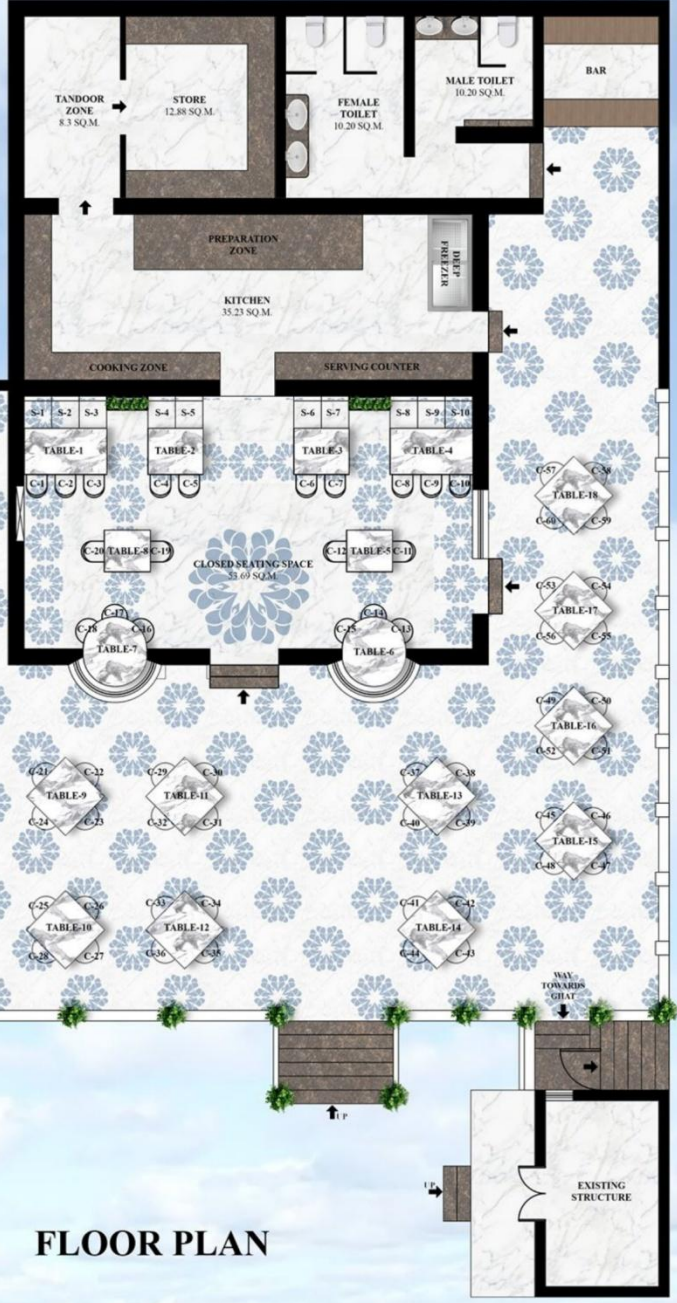 TANDOOR
ZONE
8.3 SQ.M.
STORE
12.88 SQ.M.
FEMALE
TOILET
10.20 SQ.M.
MALE TOILET
10.20 SQ.M.
BAR
PREPARATION
ZONE
DEEP
FREEZER
KITCHEN
35.23 SQ.M.
COOKING ZONE
SERVING COUNTER
S-1 S-2 S-3 S-4 S-5 S-6 S-7 S-8 S-9 S-10
TABLE-1 TABLE-2 TABLE-3 TABLE-4
C-1 C-2 C-3 C-4 C-5 C-6 C-7 C-8 C-9 C-10
C-57 C-58
TABLE-18
C-60 C-59
C-20 TABLE-8 C-19 C-12 TABLE-5 C-11
CLOSED SEATING SPACE
53.69 SQ.M.
C-53 C-54
TABLE-17
C-56 C-55
C-17
C-18 C-16
TABLE-7
C-14
C-15 C-13
TABLE-6
C-49 C-50
TABLE-16
C-52 C-51
C-21 C-22
TABLE-9
C-24 C-23
C-29 C-30
TABLE-11
C-32 C-31
C-37 C-38
TABLE-13
C-40 C-39
C-45 C-46
TABLE-15
C-48 C-47
C-25 C-26
TABLE-10
C-28 C-27
C-33 C-34
TABLE-12
C-36 C-35
C-41 C-42
TABLE-14
C-44 C-43
WAY
TOWARDS
GHAT
UP
UP
EXISTING
STRUCTURE
FLOOR PLAN